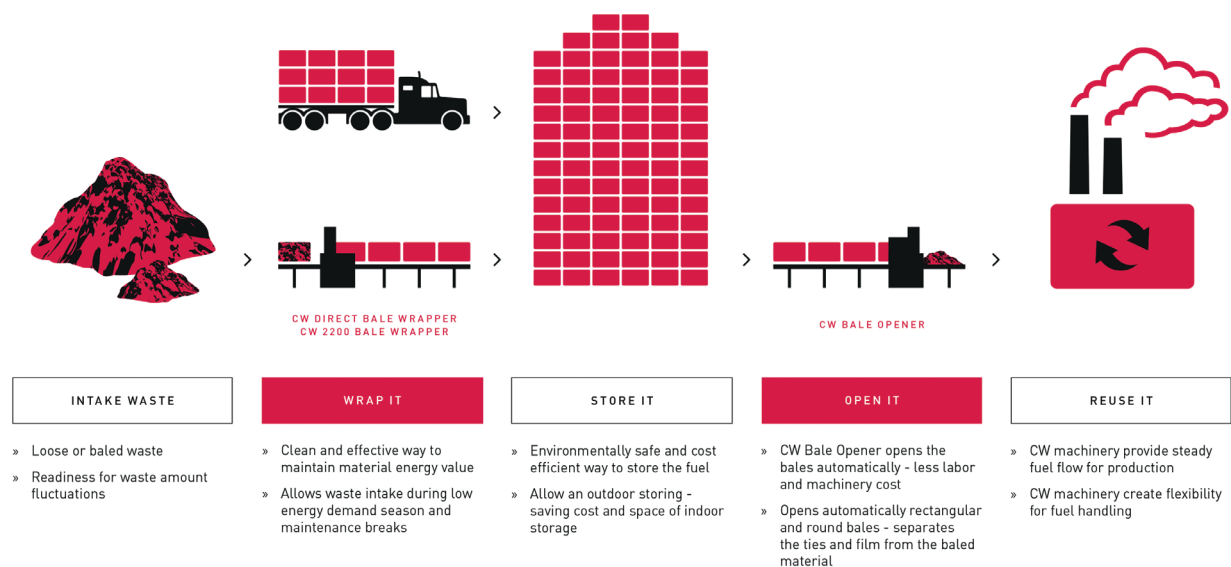 CW DIRECT BALE WRAPPER
CW 2200 BALE WRAPPER
CW BALE OPENER
INTAKE WASTE
» Loose or baled waste
» Readiness for waste amount
fluctuations
WRAP IT
» Clean and effective way to
maintain material energy value
» Allows waste intake during low
energy demand season and
maintenance breaks
STORE IT
» Environmentally safe and cost
efficient way to store the fuel
» Allow an outdoor storing -
saving cost and space of indoor
storage
OPEN IT
» CW Bale Opener opens the
bales automatically - less labor
and machinery cost
» Opens automatically rectangular
and round bales - separates
the ties and film from the baled
material
REUSE IT
» CW machinery provide steady
fuel flow for production
» CW machinery create flexibility
for fuel handling